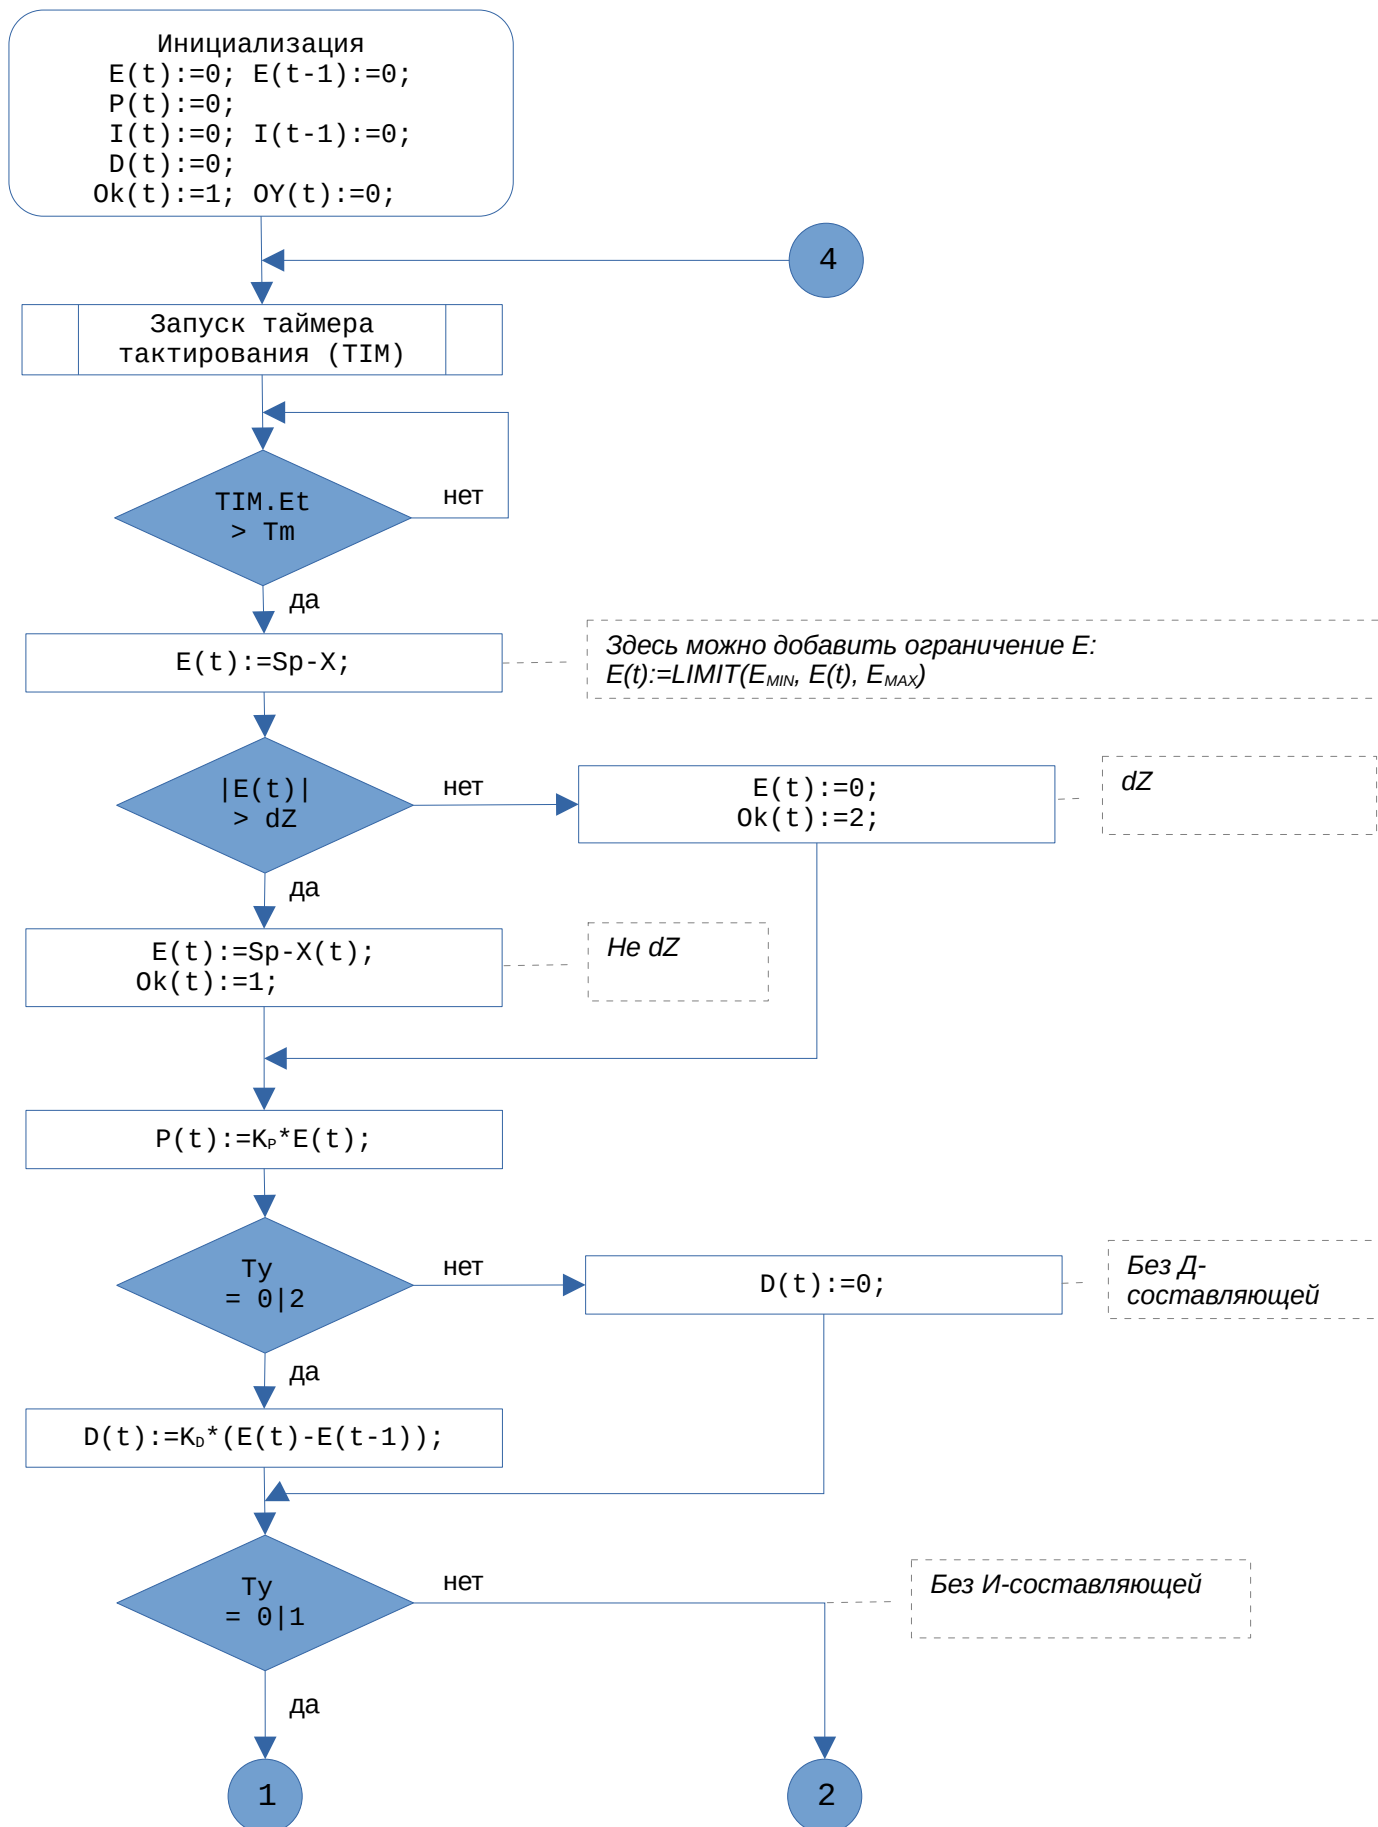 Инициализация
E(t):=0; E(t-1):=0;
P(t):=0;
I(t):=0; I(t-1):=0;
D(t):=0;
Ok(t):=1; OY(t):=0;
4
Запуск таймера
тактирования (TIM)
TIM.Et
> Tm
нет
да
E(t):=Sp-X;
Здесь можно добавить ограничение E:
E(t):=LIMIT(EMIN, E(t), EMAX)
|E(t)|
> dZ
нет
E(t):=0;
Ok(t):=2;
dZ
да
E(t):=Sp-X(t);
Ok(t):=1;
Не dZ
P(t):=KP*E(t);
Ty
= 0|2
нет
D(t):=0;
Без Д-
составляющей
да
D(t):=KD*(E(t)-E(t-1));
Ty
= 0|1
нет
Без И-составляющей
да
1
2